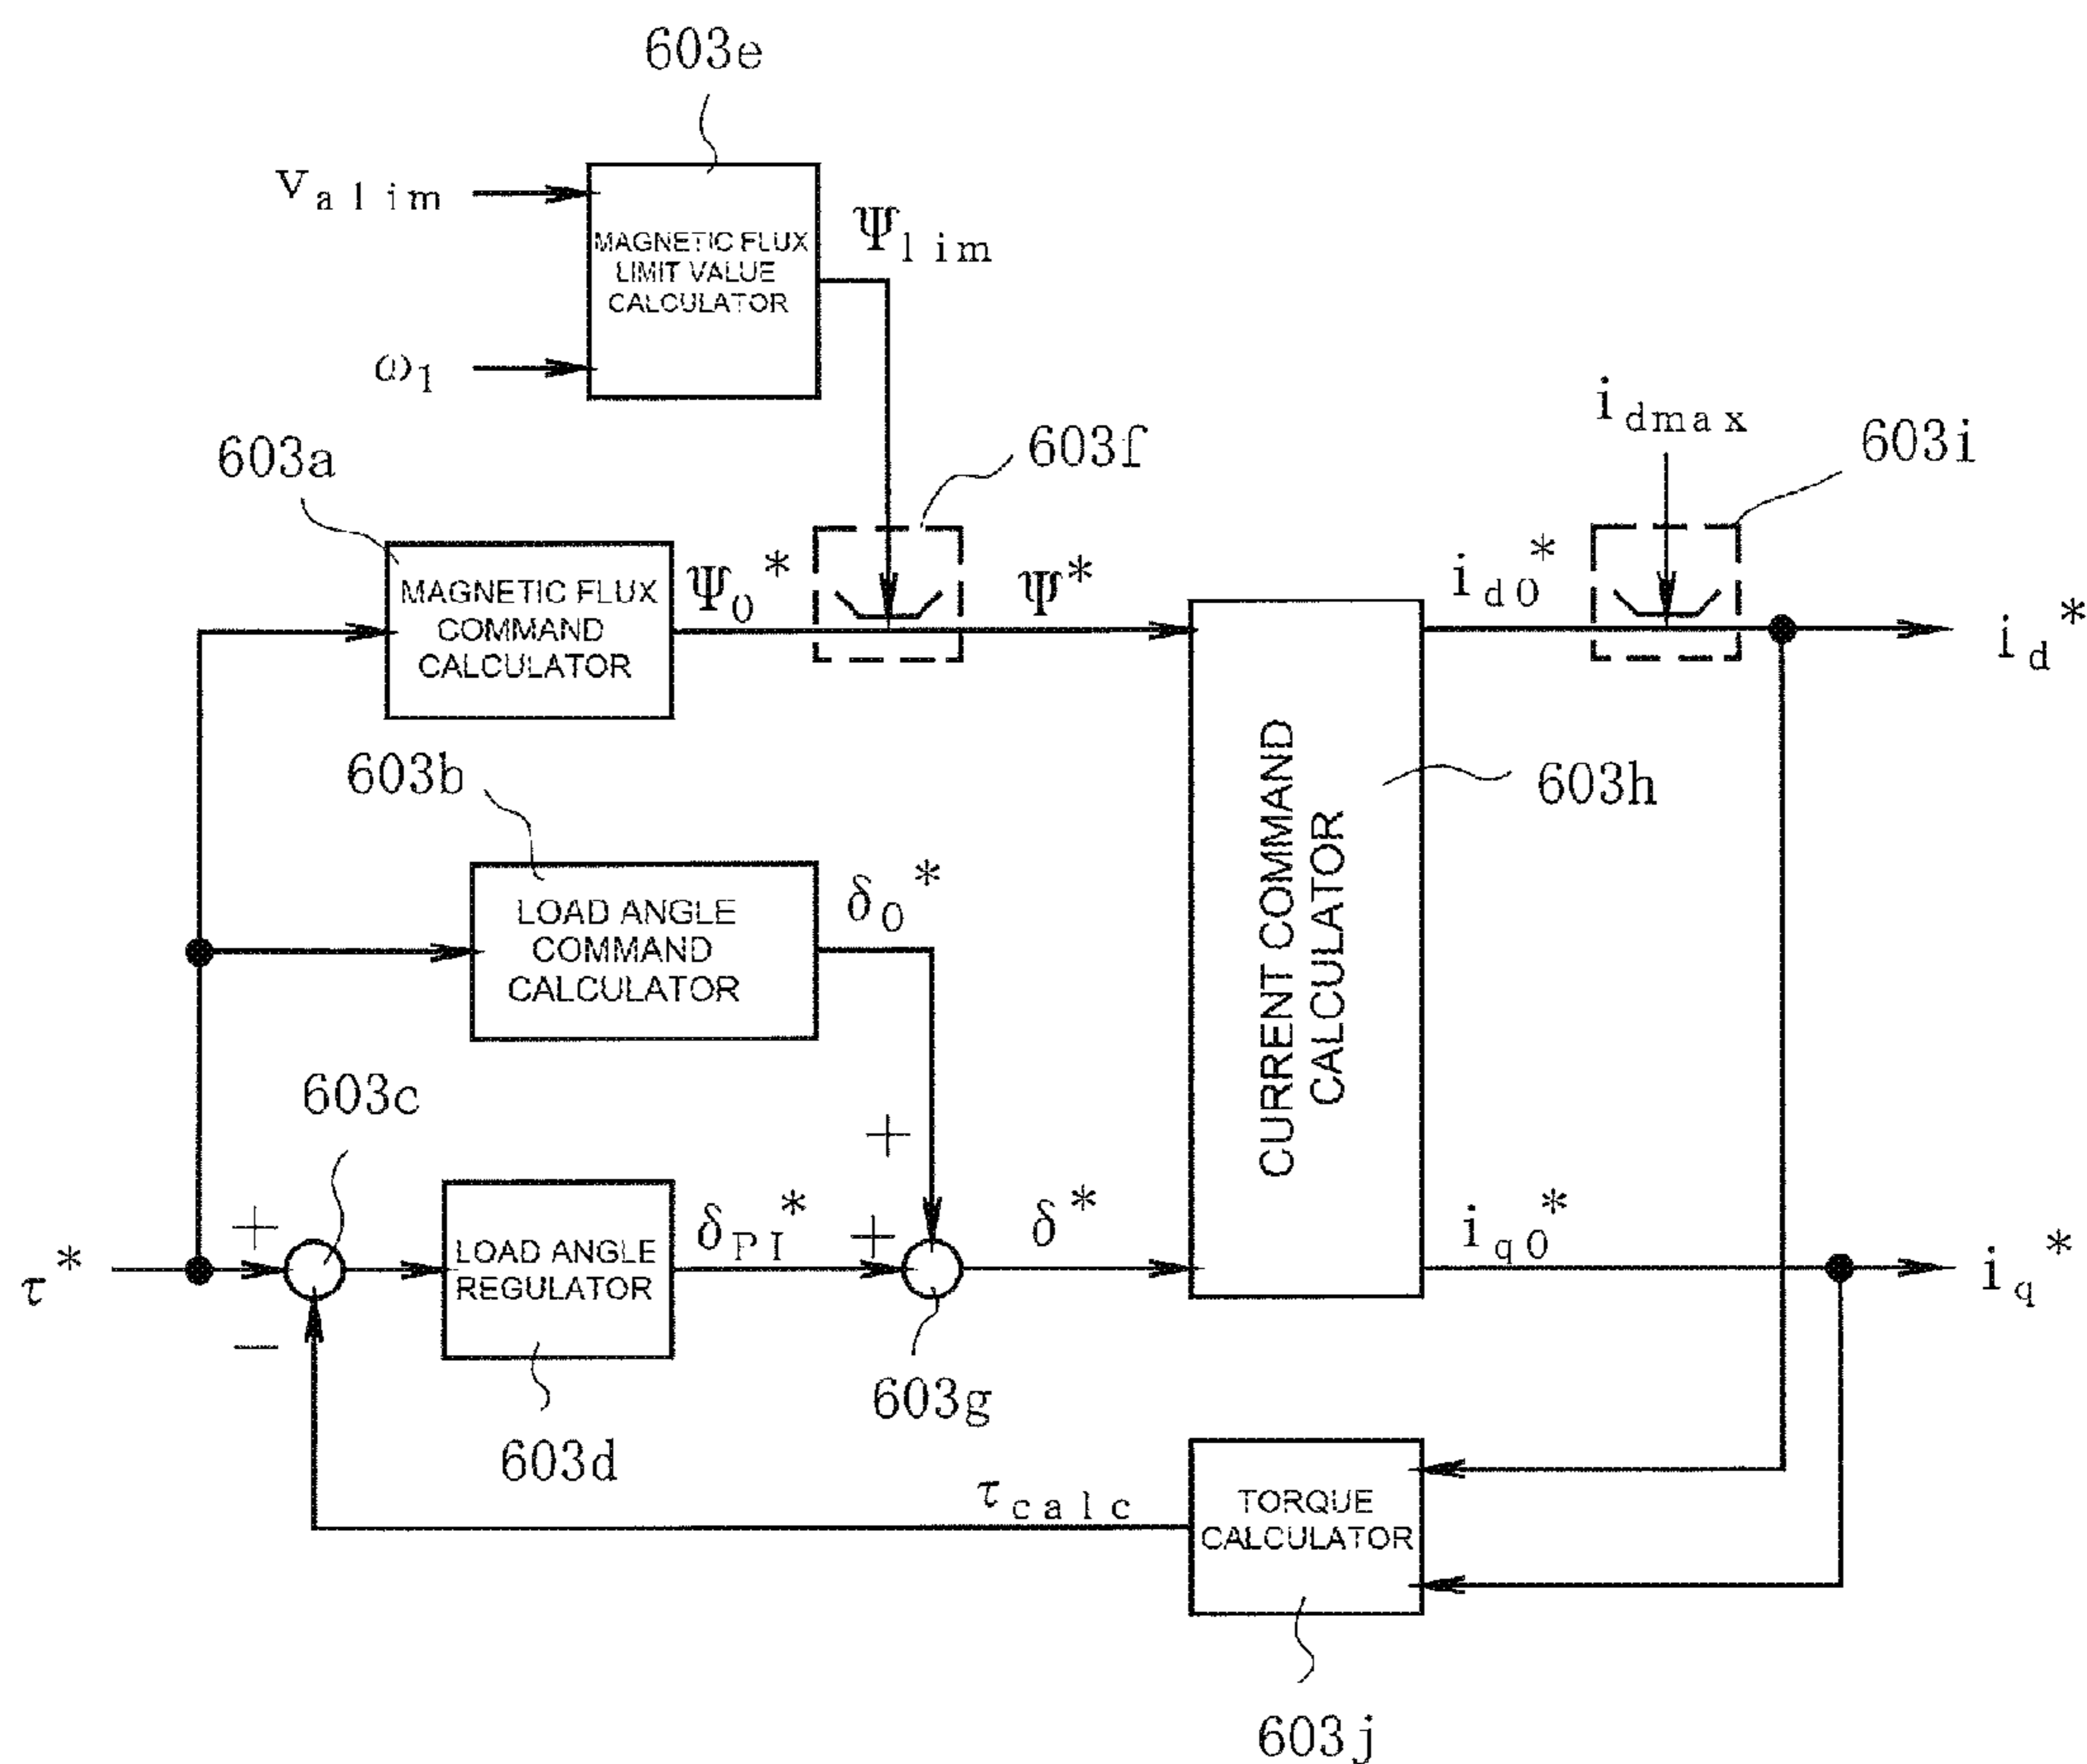 603e
Valim
MAGNETIC FLUX
LIMIT VALUE
CALCULATOR
Ψlim
ω1
idmax
603i
603f
603a
MAGNETIC FLUX
COMMAND
CALCULATOR
Ψ0*
Ψ*
id0*
id*
603b
CURRENT COMMAND
CALCULATOR
603h
LOAD ANGLE
COMMAND
CALCULATOR
δ0*
603c
+
+
LOAD ANGLE
REGULATOR
δPI*
+
δ*
iq0*
iq*
τ*
−
603g
603d
τcalc
TORQUE
CALCULATOR
603j